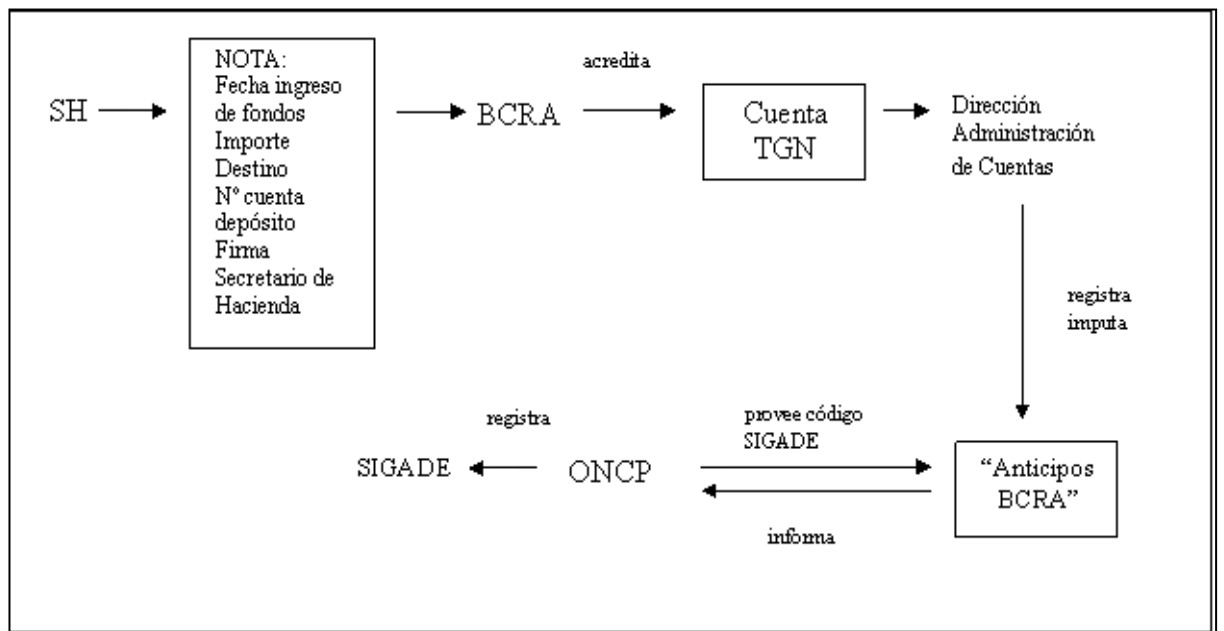 SH
NOTA:
Fecha ingreso
de fondos
Importe
Destino
Nº cuenta
depósito
Firma
Secretario de
Hacienda
BCRA
acredita
Cuenta
TGN
Dirección
Administración
de Cuentas
registra
imputa
"Anticipos
BCRA"
provee código
SIGADE
informa
ONCP
registra
SIGADE